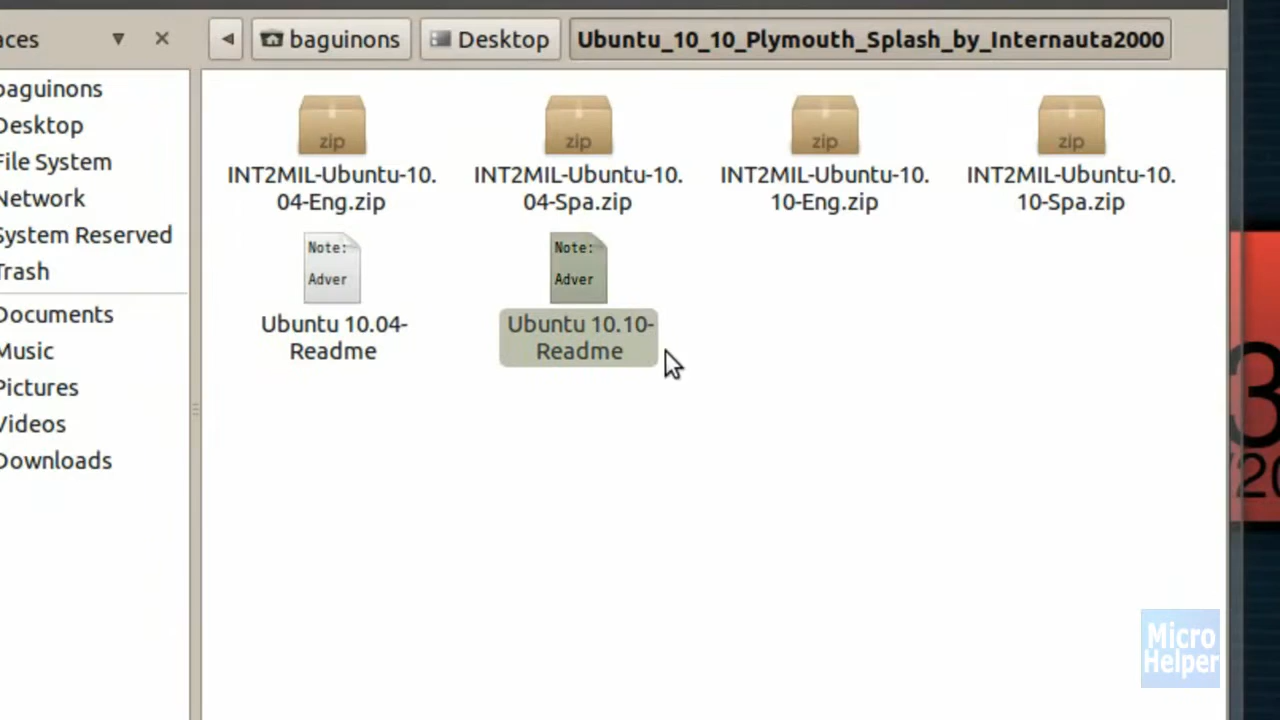 aces
baguinons
Desktop
Ubuntu_10_10_Plymouth_Splash_by_Internauta2000
baguinons
Desktop
File System
Network
System Reserved
Trash
Documents
Music
Pictures
Videos
Downloads
zip
zip
zip
zip
INT2MIL-Ubuntu-10.
04-Eng.zip
INT2MIL-Ubuntu-10.
04-Spa.zip
INT2MIL-Ubuntu-10.
10-Eng.zip
INT2MIL-Ubuntu-10.
10-Spa.zip
Note:
Adver
Note:
Adver
Ubuntu 10.04-
Readme
Ubuntu 10.10-
Readme
3
/20
Micro
Helper